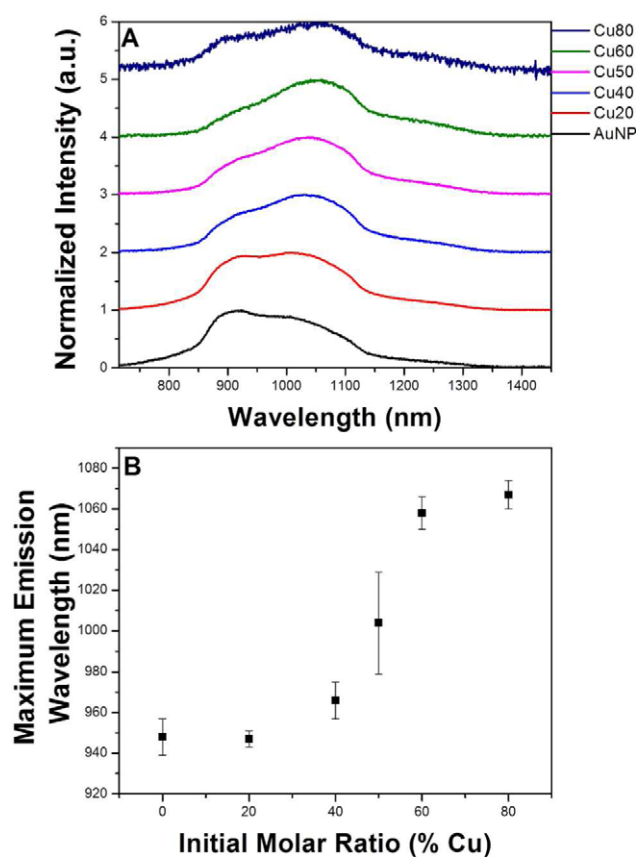 A
Normalized Intensity (a.u.)
6
5
4
3
2
1
0
800 900 1000 1100 1200 1300 1400
Wavelength (nm)
Cu80
Cu60
Cu50
Cu40
Cu20
AuNP
B
Maximum Emission
Wavelength (nm)
1080
1060
1040
1020
1000
980
960
940
920
0 20 40 60 80
Initial Molar Ratio (% Cu)